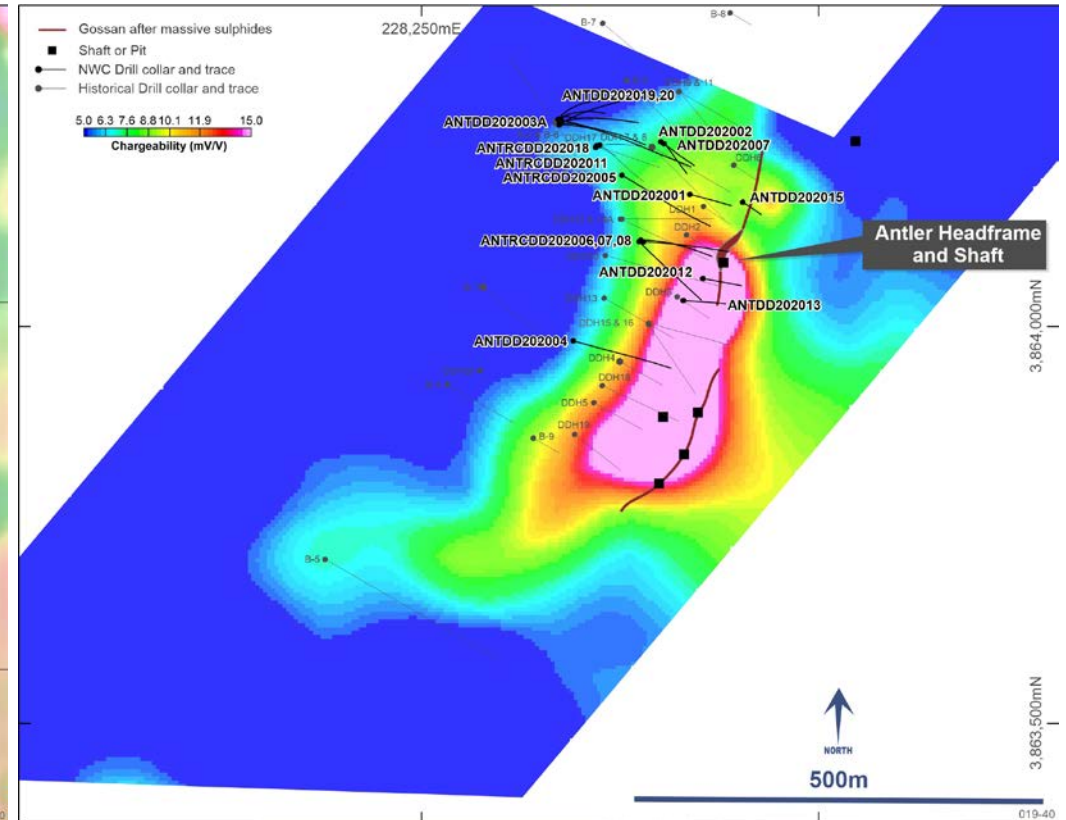 Gossan after massive sulphides
Shaft or Pit
NWC Drill collar and trace
Historical Drill collar and trace
5.0 6.3 7.6 8.8 10.1 11.9 15.0
Chargeability (mV/V)
228,250mE
B-7
B-8
& 11
ANTDD202019,20
ANTDD202003A
DDH17
ANTDD202002
ANTRCDD202018
ANTDD202007
ANTRCDD202011
ANTRCDD202005
ANTDD202001
ANTDD202015
DDH1
DDH2
ANTRCDD202006,07,08
Antler Headframe
and Shaft
ANTDD202012
DDH3
ANTDD202013
DDH13
DDH15 & 16
ANTDD202004
DDH4
DDH18
DDH5
DDH19
B-9
B-5
3,864,000mN
3,863,500mN
NORTH
500m
019-40